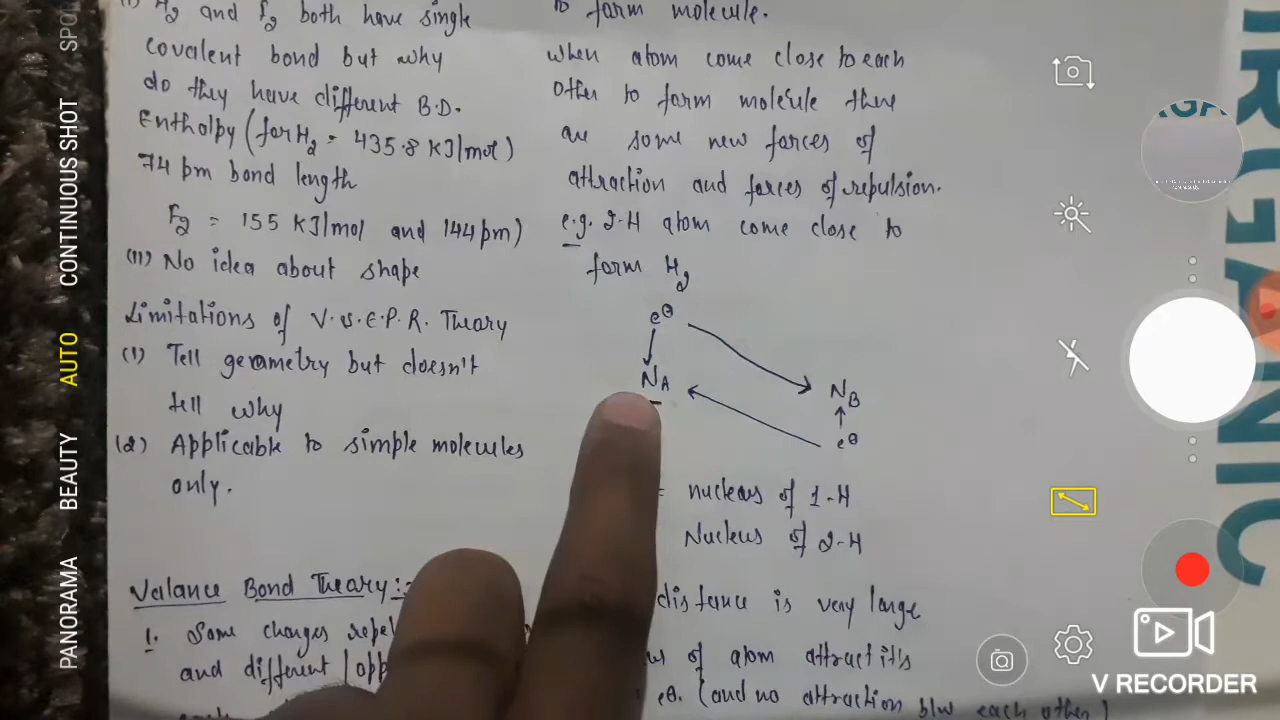 (i) H2 and F2 both have single
covalent bond but why
do they have different B.D.
Enthalpy (for H2 = 435.8 KJ/mol)
74 pm bond length
F2 = 155 KJ/mol and 144 pm)
(II) No idea about shape
Limitations of V.S.E.P.R. Theory
(1) Tell geometry but doesn't
tell why
(2) Applicable to simple molecules
only.
Valance Bond Theory:-
1. Same charges repel
and different (opp
to form molecule.
when atom come close to each
other to form molecule there
are some new forces of
attraction and forces of repulsion.
e.g. 2-H atom come close to
form H2
e⊖
NA
NB
e⊖
= nucleus of 1-H
Nucleus of 2-H
distance is very large
of atom attract it's
e⊖. (and no attraction b/w each other)
SPO
CONTINUOUS SHOT
AUTO
BEAUTY
PANORAMA
RGANIC
V RECORDER